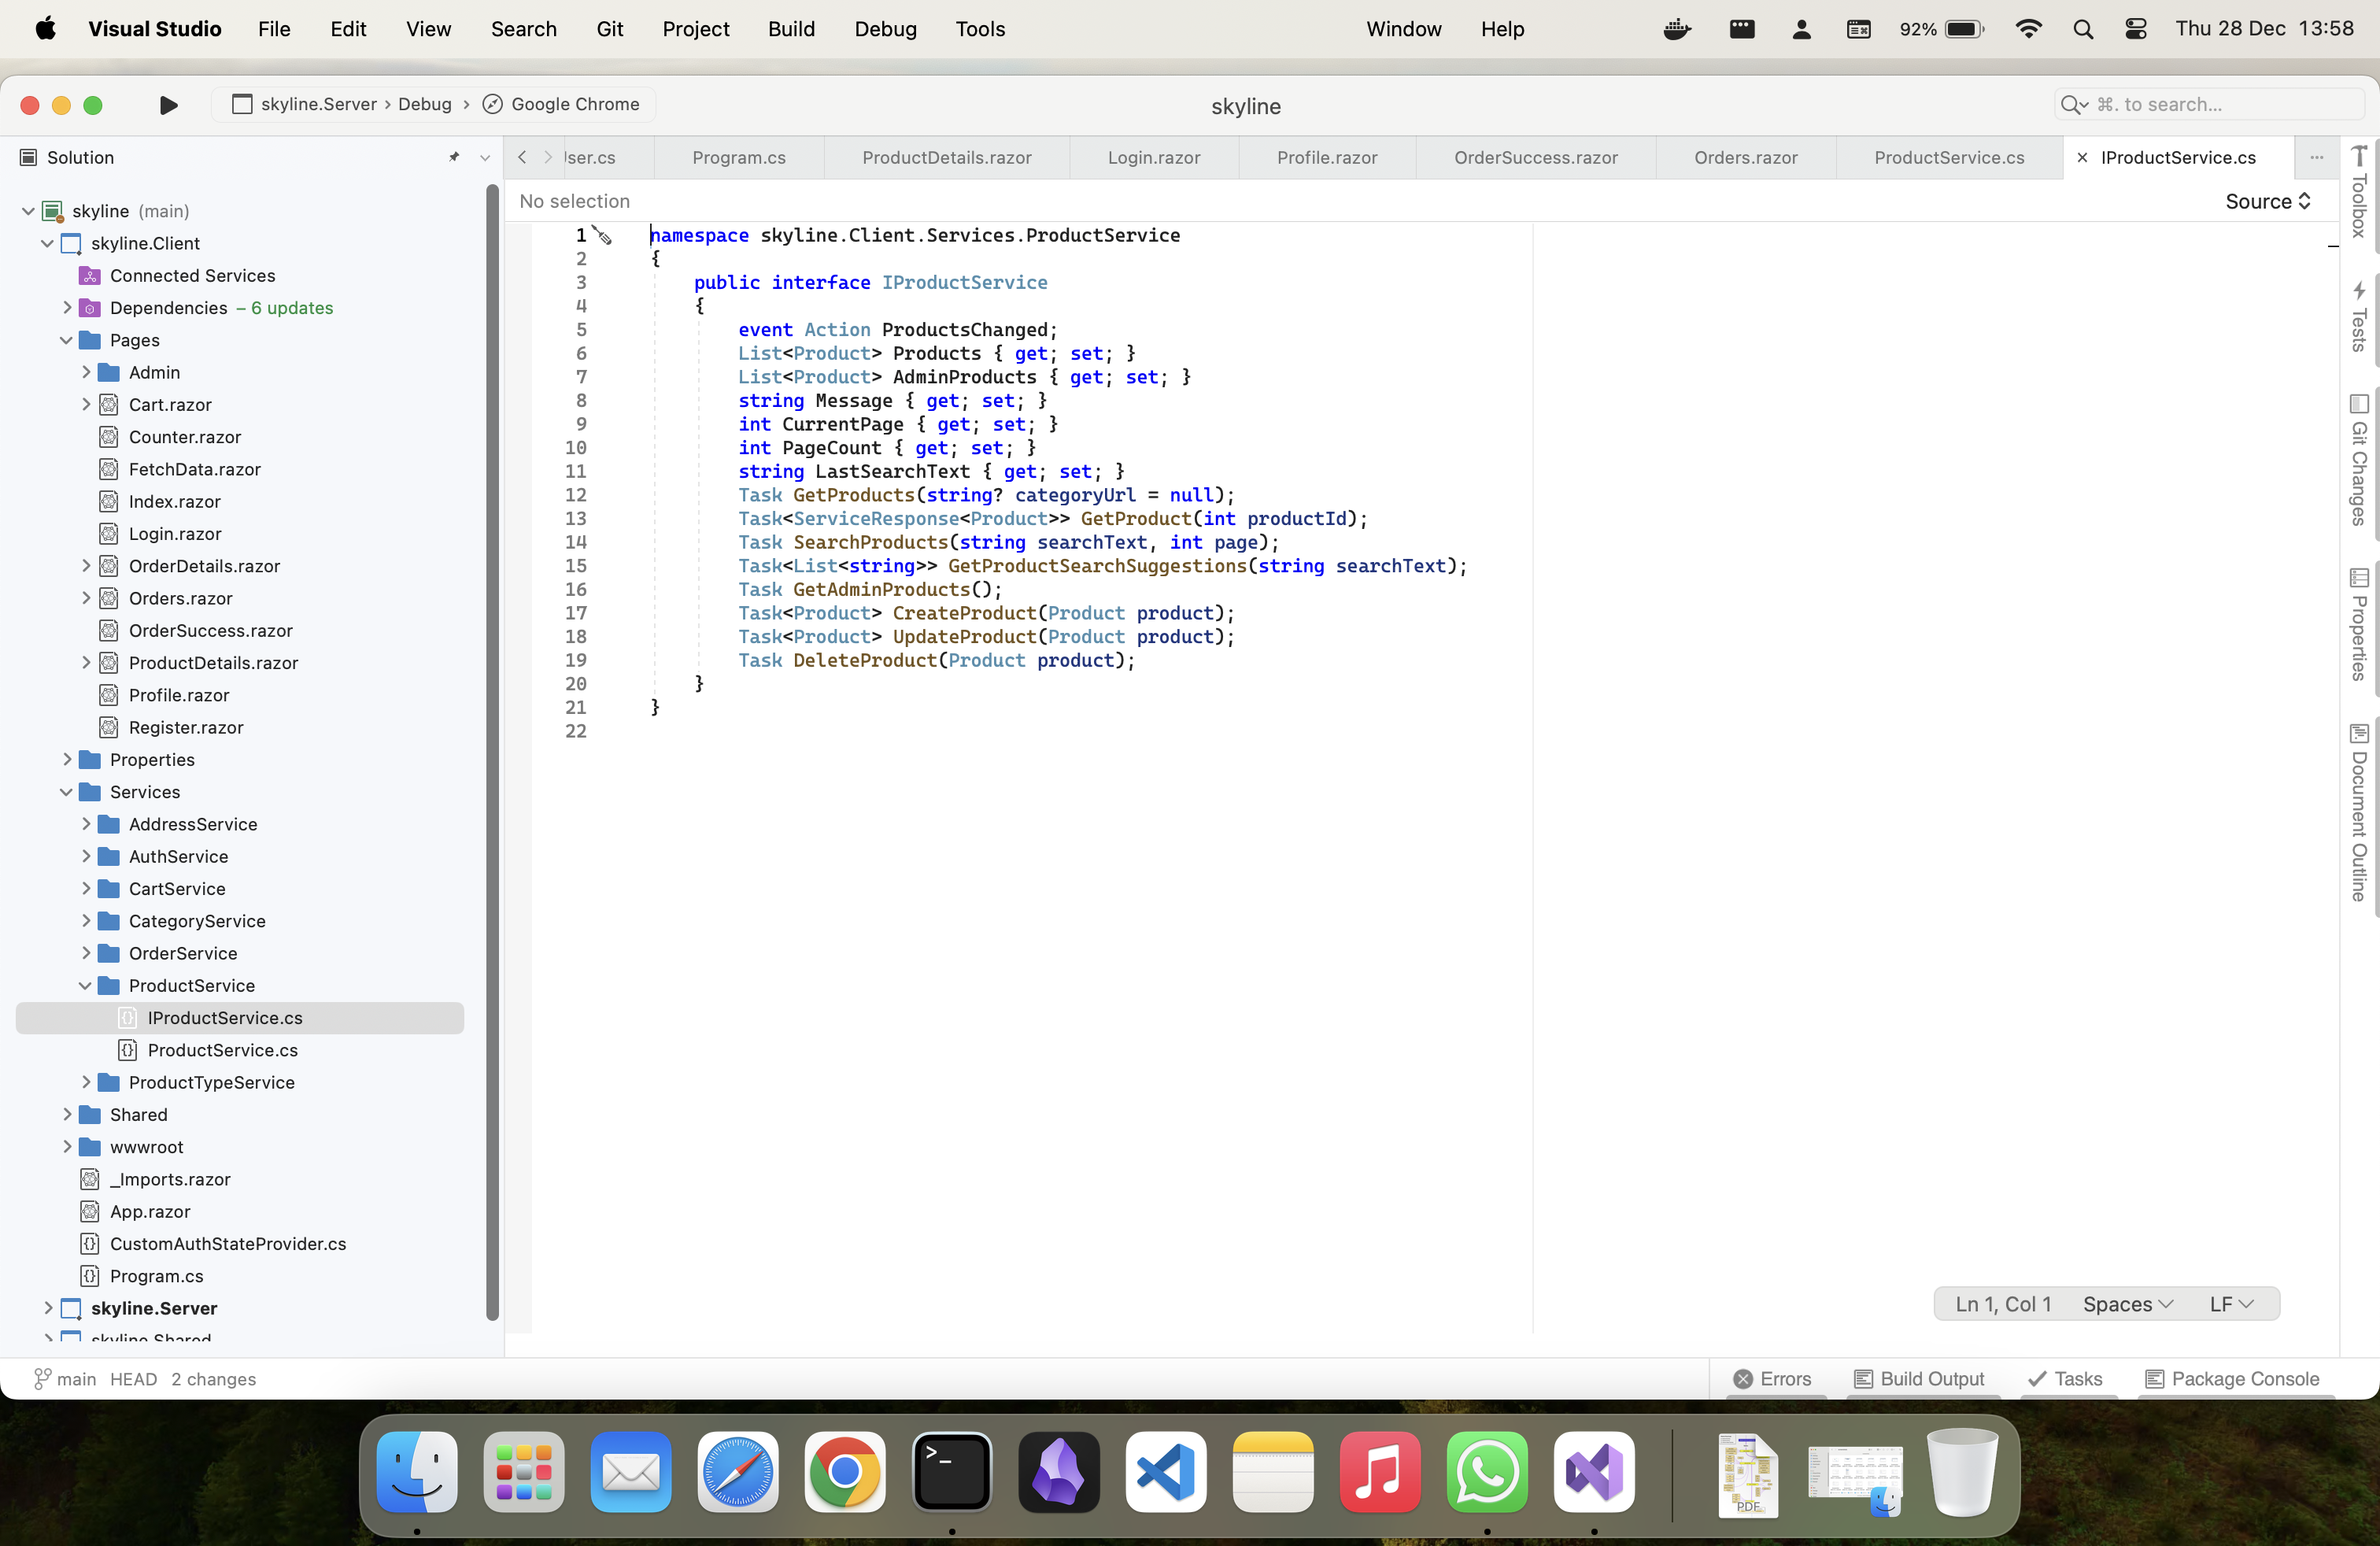 Visual Studio File Edit View Search Git Project Build Debug Tools Window Help 92% Thu 28 Dec 13:58
skyline.Server › Debug › Google Chrome
skyline
⌘. to search...
Solution
skyline (main)
skyline.Client
Connected Services
Dependencies – 6 updates
Pages
Admin
Cart.razor
Counter.razor
FetchData.razor
Index.razor
Login.razor
OrderDetails.razor
Orders.razor
OrderSuccess.razor
ProductDetails.razor
Profile.razor
Register.razor
Properties
Services
AddressService
AuthService
CartService
CategoryService
OrderService
ProductService
IProductService.cs
ProductService.cs
ProductTypeService
Shared
wwwroot
_Imports.razor
App.razor
CustomAuthStateProvider.cs
Program.cs
skyline.Server
skyline.Shared
ser.cs Program.cs ProductDetails.razor Login.razor Profile.razor OrderSuccess.razor Orders.razor ProductService.cs × IProductService.cs ...
No selection
Source
1 namespace skyline.Client.Services.ProductService
2 {
3 public interface IProductService
4 {
5 event Action ProductsChanged;
6 List<Product> Products { get; set; }
7 List<Product> AdminProducts { get; set; }
8 string Message { get; set; }
9 int CurrentPage { get; set; }
10 int PageCount { get; set; }
11 string LastSearchText { get; set; }
12 Task GetProducts(string? categoryUrl = null);
13 Task<ServiceResponse<Product>> GetProduct(int productId);
14 Task SearchProducts(string searchText, int page);
15 Task<List<string>> GetProductSearchSuggestions(string searchText);
16 Task GetAdminProducts();
17 Task<Product> CreateProduct(Product product);
18 Task<Product> UpdateProduct(Product product);
19 Task DeleteProduct(Product product);
20 }
21 }
22
Toolbox
Tests
Git Changes
Properties
Document Outline
Ln 1, Col 1 Spaces LF
main HEAD 2 changes
Errors Build Output Tasks Package Console
>_
PDF